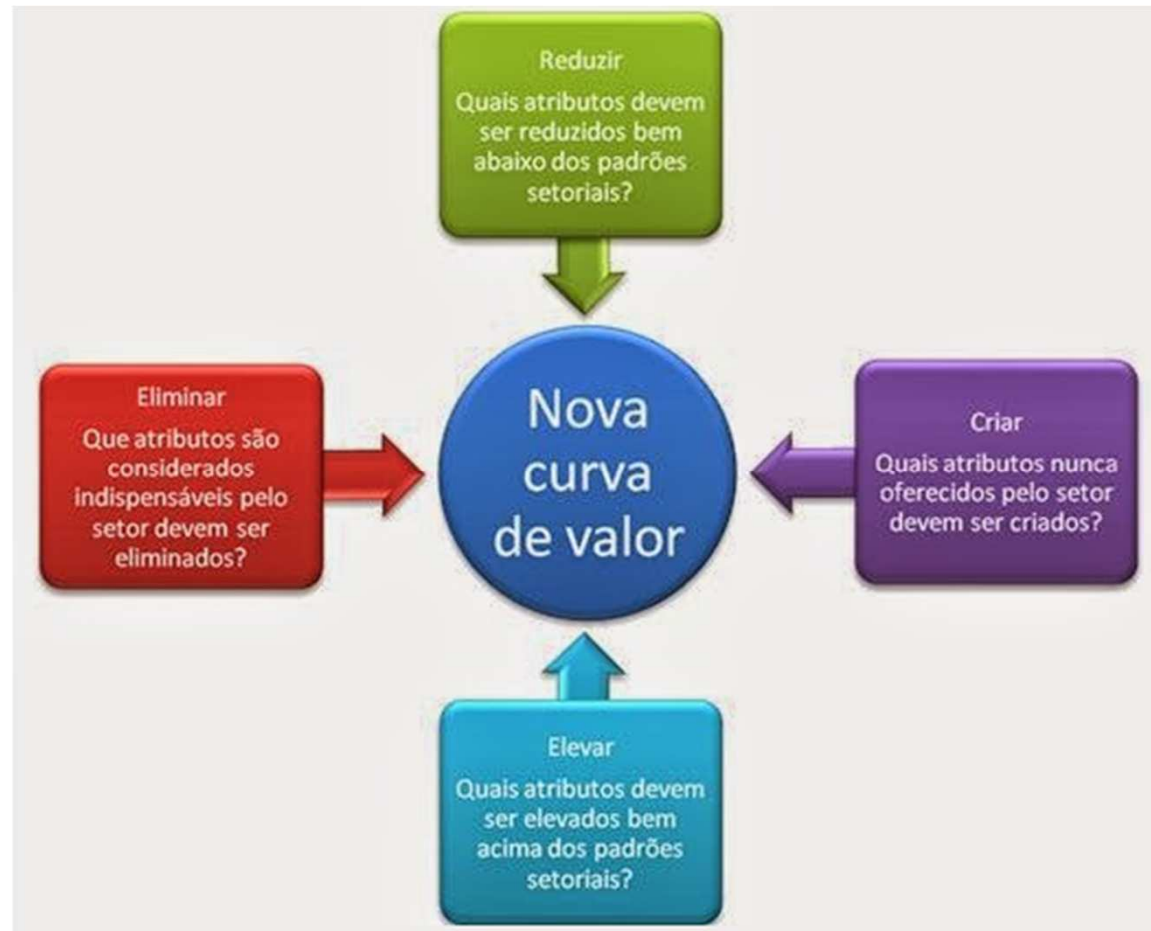 Reduzir
Quais atributos devem
ser reduzidos bem
abaixo dos padrões
setoriais?
Eliminar
Que atributos são
considerados
indispensáveis pelo
setor devem ser
eliminados?
Nova
curva
de valor
Criar
Quais atributos nunca
oferecidos pelo setor
devem ser criados?
Elevar
Quais atributos devem
ser elevados bem
acima dos padrões
setoriais?